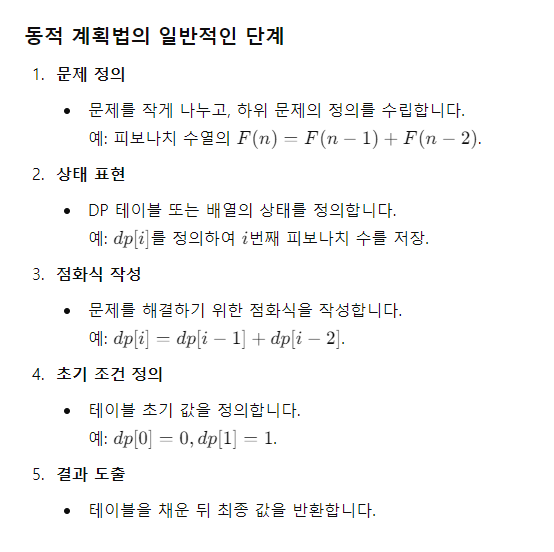 동적 계획법의 일반적인 단계
1. 문제 정의
• 문제를 작게 나누고, 하위 문제의 정의를 수립합니다.
예: 피보나치 수열의 F(n) = F(n − 1) + F(n − 2).
2. 상태 표현
• DP 테이블 또는 배열의 상태를 정의합니다.
예: dp[i]를 정의하여 i번째 피보나치 수를 저장.
3. 점화식 작성
• 문제를 해결하기 위한 점화식을 작성합니다.
예: dp[i] = dp[i − 1] + dp[i − 2].
4. 초기 조건 정의
• 테이블 초기 값을 정의합니다.
예: dp[0] = 0, dp[1] = 1.
5. 결과 도출
• 테이블을 채운 뒤 최종 값을 반환합니다.